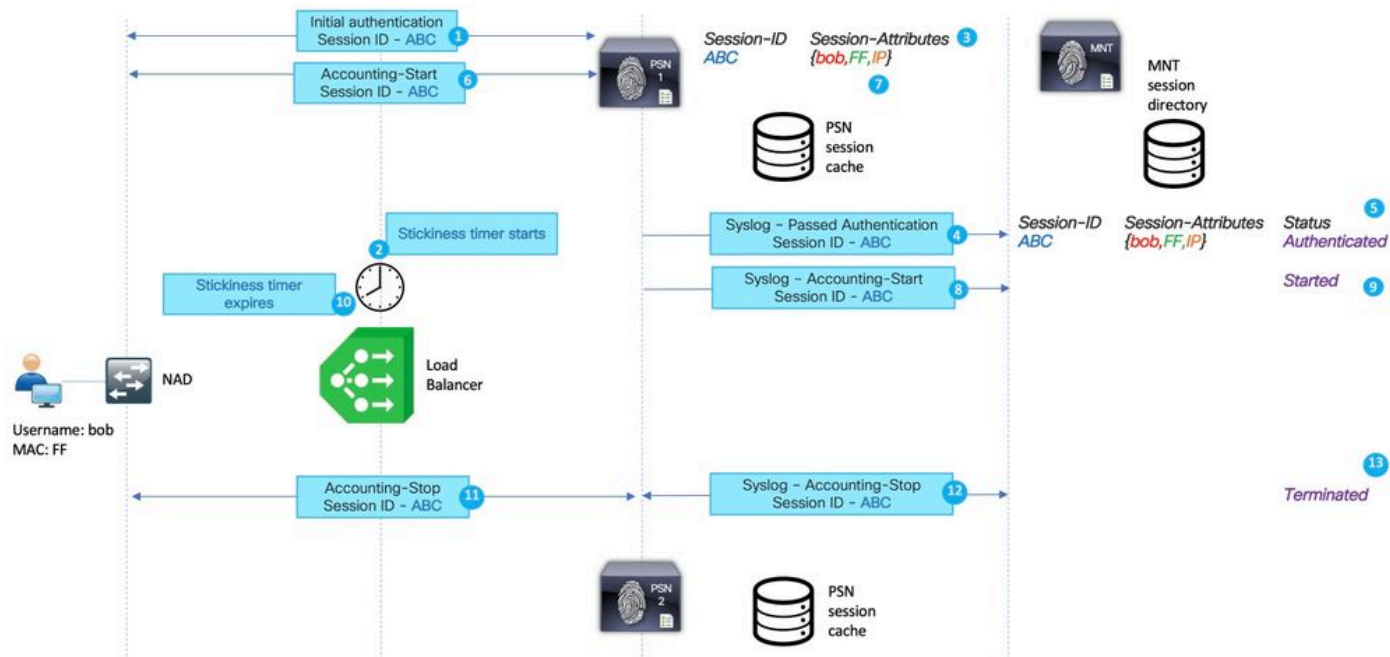 Initial authentication
Session ID - ABC
1
Session-ID
ABC
Session-Attributes
{bob,FF,IP}
3
MNT
PSN
1
Accounting-Start
Session ID - ABC
6
7
MNT
session
directory
PSN
session
cache
Stickiness timer starts
2
Syslog – Passed Authentication
Session ID - ABC
4
Session-ID
ABC
Session-Attributes
{bob,FF,IP}
Status
Authenticated
5
Stickiness timer
expires
10
Syslog – Accounting-Start
Session ID - ABC
8
Started
9
NAD
Load
Balancer
Username: bob
MAC: FF
Accounting-Stop
Session ID - ABC
11
Syslog – Accounting-Stop
Session ID - ABC
12
13
Terminated
PSN
2
PSN
session
cache